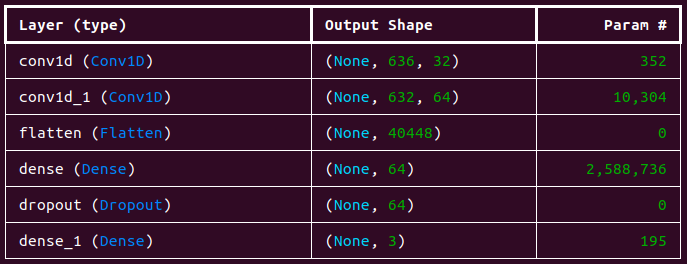 Layer (type) Output Shape Param #
conv1d (Conv1D) (None, 636, 32) 352
conv1d_1 (Conv1D) (None, 632, 64) 10,304
flatten (Flatten) (None, 40448) 0
dense (Dense) (None, 64) 2,588,736
dropout (Dropout) (None, 64) 0
dense_1 (Dense) (None, 3) 195